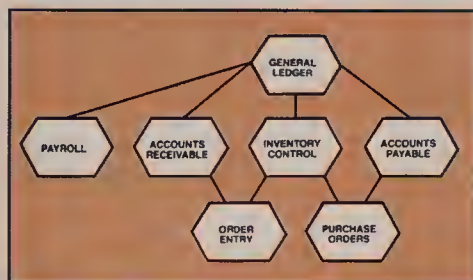 GENERAL
LEDGER
PAYROLL
ACCOUNTS
RECEIVABLE
INVENTORY
CONTROL
ACCOUNTS
PAYABLE
ORDER
ENTRY
PURCHASE
ORDERS